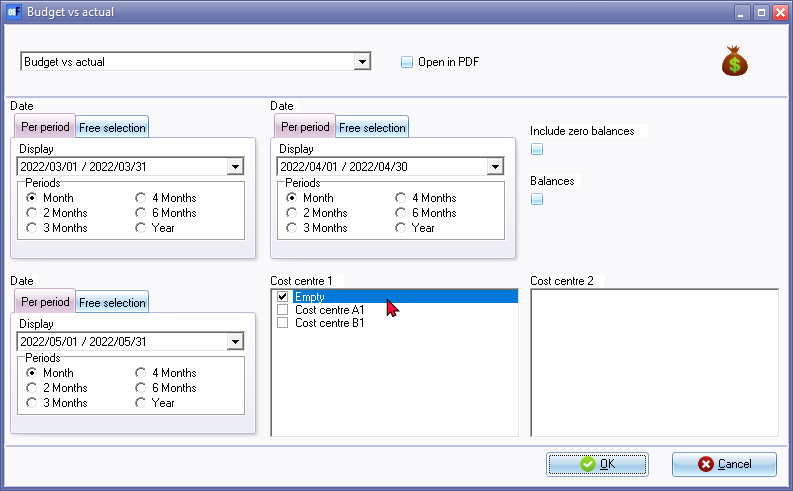 Budget vs actual
Budget vs actual
Open in PDF
Date
Per period Free selection
Display
2022/03/01 / 2022/03/31
Periods
Month 4 Months
2 Months 6 Months
3 Months Year
Date
Per period Free selection
Display
2022/04/01 / 2022/04/30
Periods
Month 4 Months
2 Months 6 Months
3 Months Year
Include zero balances
Balances
Date
Per period Free selection
Display
2022/05/01 / 2022/05/31
Periods
Month 4 Months
2 Months 6 Months
3 Months Year
Cost centre 1
Empty
Cost centre A1
Cost centre B1
Cost centre 2
OK
Cancel